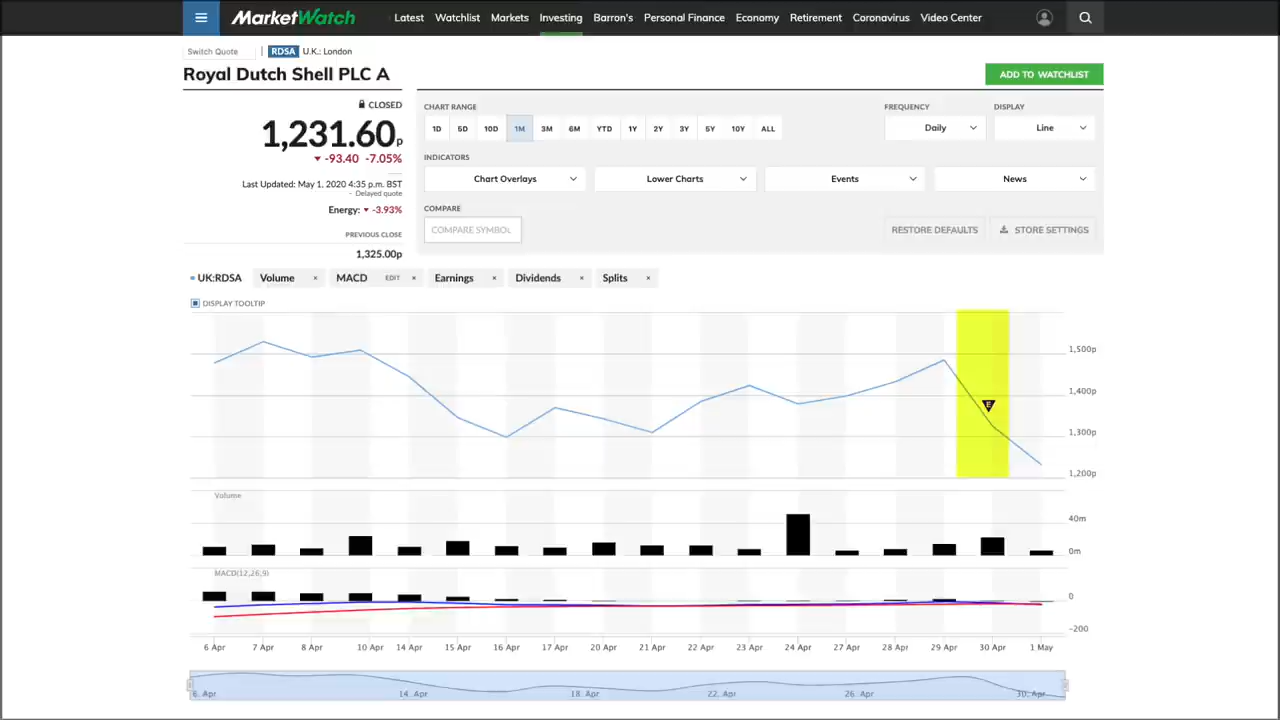 MarketWatch Latest Watchlist Markets Investing Barron's Personal Finance Economy Retirement Coronavirus Video Center
Switch Quote | RDSA U.K.: London
Royal Dutch Shell PLC A
ADD TO WATCHLIST
CLOSED
1,231.60p
-93.40 -7.05%
Last Updated: May 1, 2020 4:35 p.m. BST
Delayed quote
Energy: -3.93%
PREVIOUS CLOSE
1,325.00p
CHART RANGE
1D 5D 10D 1M 3M 6M YTD 1Y 2Y 3Y 5Y 10Y ALL
FREQUENCY
Daily
DISPLAY
Line
INDICATORS
Chart Overlays Lower Charts Events News
COMPARE
COMPARE SYMBOL
RESTORE DEFAULTS STORE SETTINGS
UK:RDSA Volume × MACD EDIT × Earnings × Dividends × Splits ×
DISPLAY TOOLTIP
1,500p
1,400p
E
1,300p
1,200p
Volume
40m
0m
MACD(12,26,9)
0
-200
6 Apr 7 Apr 8 Apr 10 Apr 14 Apr 15 Apr 16 Apr 17 Apr 20 Apr 21 Apr 22 Apr 23 Apr 24 Apr 27 Apr 28 Apr 29 Apr 30 Apr 1 May
6. Apr 14. Apr 18. Apr 22. Apr 26. Apr 30. Apr